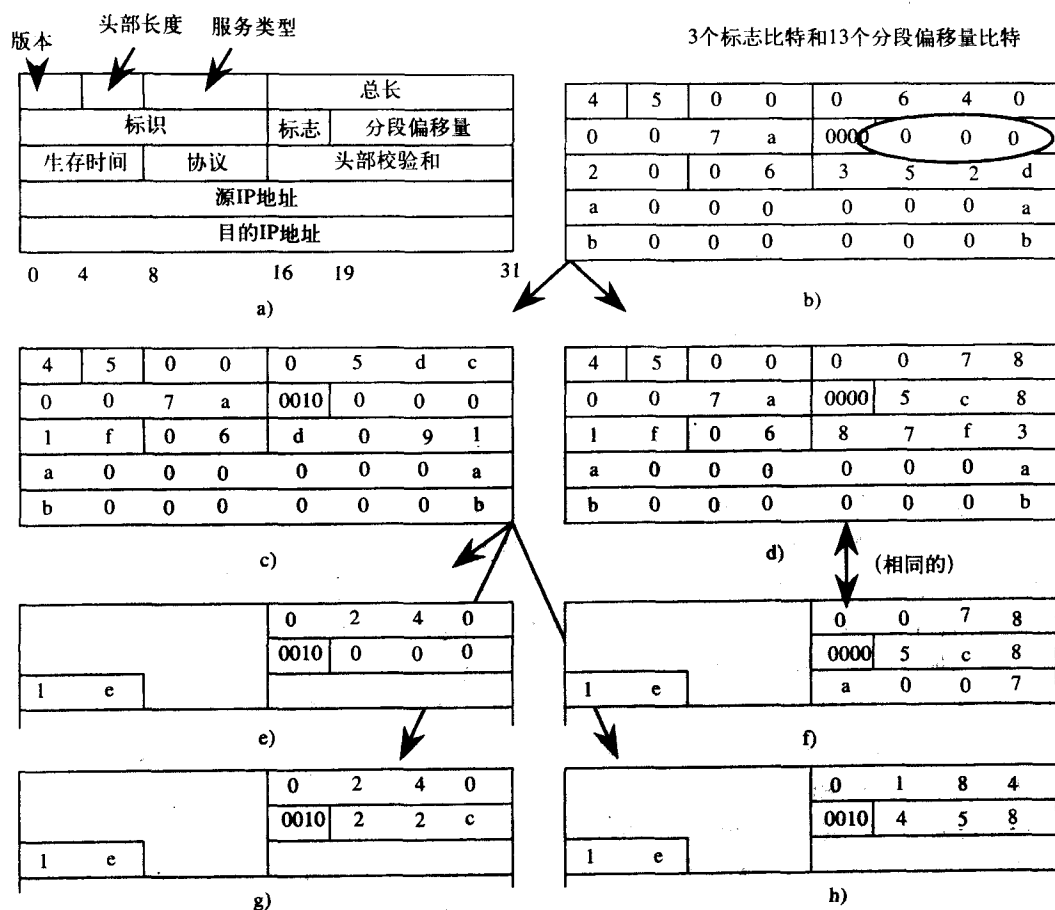 头部长度 服务类型
版本
3个标志比特和13个分段偏移量比特
总长
标识 标志 分段偏移量
生存时间 协议 头部校验和
源IP地址
目的IP地址
0 4 8 16 19 31
a)
4 5 0 0 0 6 4 0
0 0 7 a 0000 0 0 0
2 0 0 6 3 5 2 d
a 0 0 0 0 0 0 a
b 0 0 0 0 0 0 b
b)
4 5 0 0 0 5 d c
0 0 7 a 0010 0 0 0
1 f 0 6 d 0 9 1
a 0 0 0 0 0 0 a
b 0 0 0 0 0 0 b
c)
4 5 0 0 0 0 7 8
0 0 7 a 0000 5 c 8
1 f 0 6 8 7 f 3
a 0 0 0 0 0 0 a
b 0 0 0 0 0 0 b
d)
(相同的)
0 2 4 0
0010 0 0 0
1 e
e)
0 0 7 8
0000 5 c 8
1 e a 0 0 7
f)
0 2 4 0
0010 2 2 c
1 e
g)
0 1 8 4
0010 4 5 8
1 e
h)